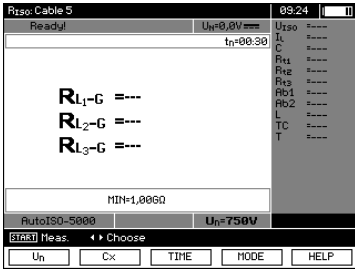 RISO: Cable 5 09:24
Ready! UN=0,0V
tn=00:30
RL1-G =---
RL2-G =---
RL3-G =---
MIN=1,00GΩ
AutoISO-5000 Un=750V
UISO =---
IL =---
C =---
Rt1 =---
Rt2 =---
Rt3 =---
Ab1 =---
Ab2 =---
L =---
TC =---
T =---
START Meas. Choose
Un Cx TIME MODE HELP